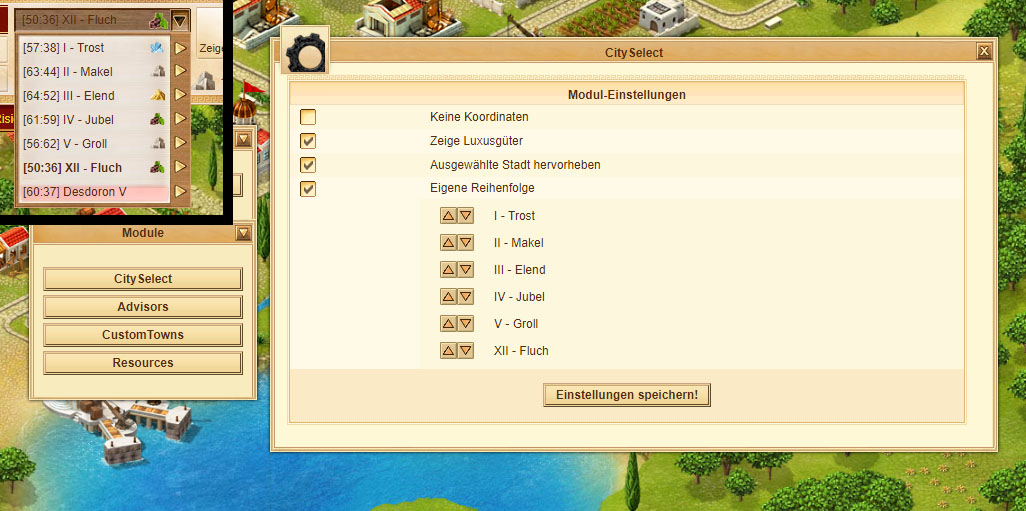 [50:36] XII - Fluch
[57:38] I - Trost
[63:44] II - Makel
[64:52] III - Elend
[61:59] IV - Jubel
[56:62] V - Groll
[50:36] XII - Fluch
[60:37] Desdoron V
Zeige
Module
CitySelect
Advisors
CustomTowns
Resources
CitySelect
Modul-Einstellungen
Keine Koordinaten
Zeige Luxusgüter
Ausgewählte Stadt hervorheben
Eigene Reihenfolge
I - Trost
II - Makel
III - Elend
IV - Jubel
V - Groll
XII - Fluch
Einstellungen speichern!